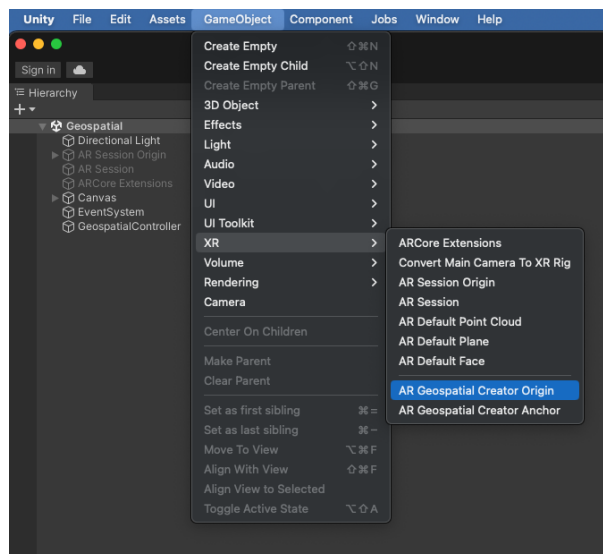 Unity File Edit Assets GameObject Component Jobs Window Help
Sign in
Hierarchy
Geospatial
Directional Light
AR Session Origin
AR Session
ARCore Extensions
Canvas
EventSystem
GeospatialController
Create Empty ⇧⌘N
Create Empty Child ⌥⇧N
Create Empty Parent ⇧⌘G
3D Object
Effects
Light
Audio
Video
UI
UI Toolkit
XR
Volume
Rendering
Camera
Center On Children
Make Parent
Clear Parent
Set as first sibling ⌘=
Set as last sibling ⌘-
Move To View ⌥⌘F
Align With View ⇧⌘F
Align View to Selected
Toggle Active State ⌥⇧A
ARCore Extensions
Convert Main Camera To XR Rig
AR Session Origin
AR Session
AR Default Point Cloud
AR Default Plane
AR Default Face
AR Geospatial Creator Origin
AR Geospatial Creator Anchor